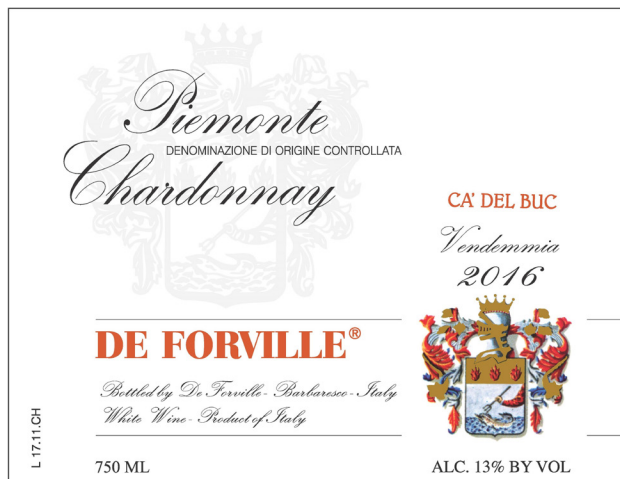 Piemonte
DENOMINAZIONE DI ORIGINE CONTROLLATA
Chardonnay
CA' DEL BUC
Vendemmia
2016
DE FORVILLE®
Bottled by De Forville - Barbaresco - Italy
White Wine - Product of Italy
L 17.11.CH
750 ML
ALC. 13% BY VOL